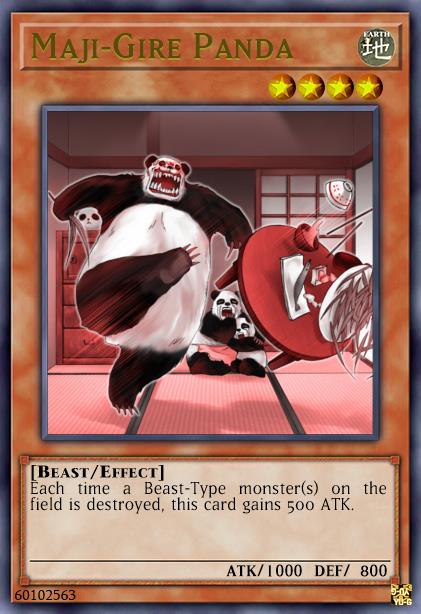 Maji-Gire Panda
EARTH
地
[Beast/Effect]
Each time a Beast-Type monster(s) on the
field is destroyed, this card gains 500 ATK.
ATK/1000 DEF/ 800
60102563